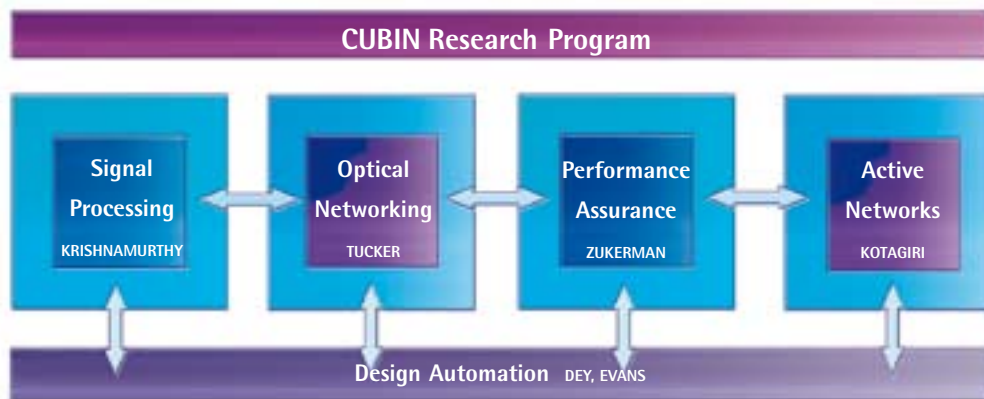 CUBIN Research Program
Signal
Processing
KRISHNAMURTHY
Optical
Networking
TUCKER
Performance
Assurance
ZUKERMAN
Active
Networks
KOTAGIRI
Design Automation DEY, EVANS